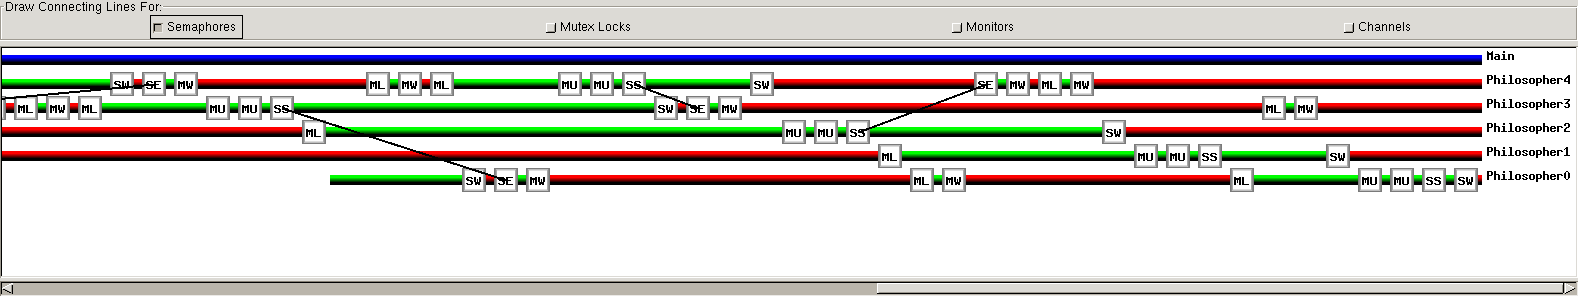 Draw Connecting Lines For:
Semaphores Mutex Locks Monitors Channels
Main
SW SE MW ML MW ML MU MU SS SW SE MW ML MW Philosopher4
ML MW ML MU MU SS SW SE MW ML MW Philosopher3
ML MU MU SS SW Philosopher2
ML MU MU SS SW Philosopher1
SW SE MW ML MW ML MU MU SS SW Philosopher0